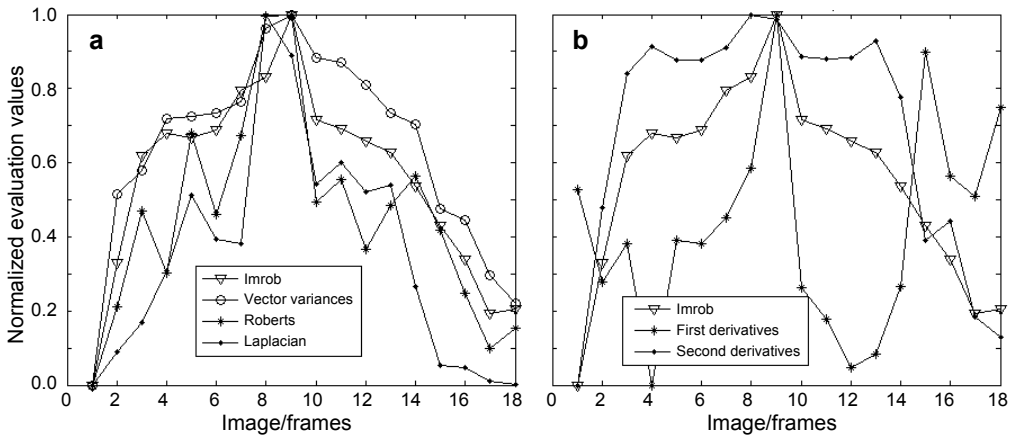 a
b
Normalized evaluation values
1.0
0.8
0.6
0.4
0.2
0.0
Imrob
Vector variances
Roberts
Laplacian
0 2 4 6 8 10 12 14 16 18
Image/frames
Imrob
First derivatives
Second derivatives
0 2 4 6 8 10 12 14 16 18
Image/frames